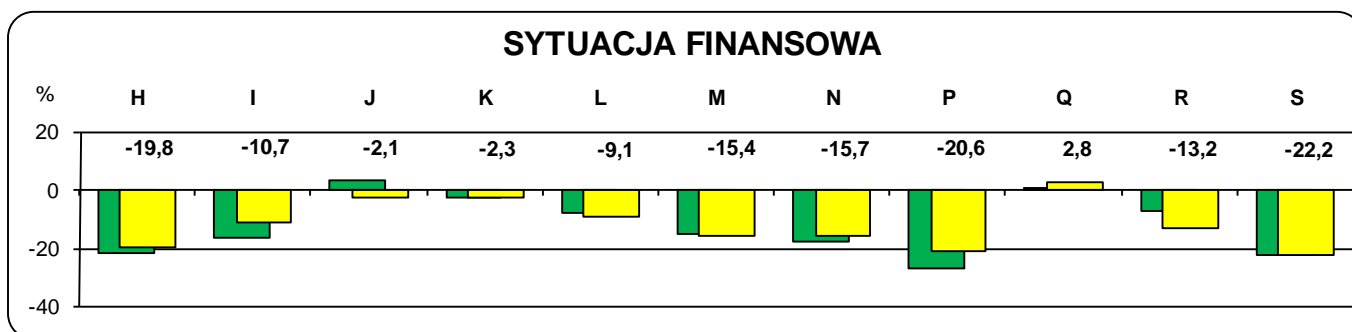 SYTUACJA FINANSOWA
% H I J K L M N P Q R S
20
-19,8 -10,7 -2,1 -2,3 -9,1 -15,4 -15,7 -20,6 2,8 -13,2 -22,2
0
-20
-40